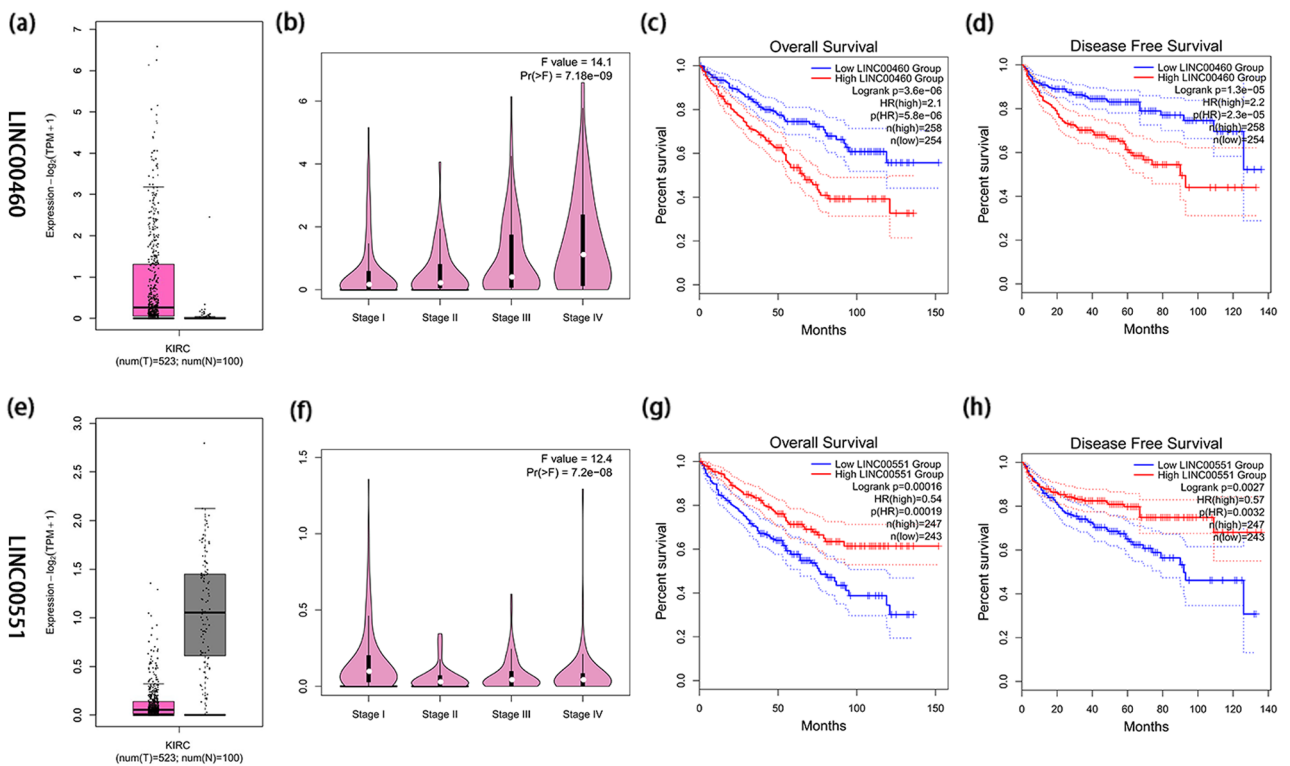 (a)
LINC00460
Expression − log2(TPM+1)
7
6
5
4
3
2
1
0
KIRC
(num(T)=523; num(N)=100)
(b)
F value = 14.1
Pr(>F) = 7.18e−09
6
4
2
0
Stage I Stage II Stage III Stage IV
(c)
Overall Survival
Low LINC00460 Group
High LINC00460 Group
Logrank p=3.6e−06
HR(high)=2.1
p(HR)=5.8e−06
n(high)=258
n(low)=254
Percent survival
1.0
0.8
0.6
0.4
0.2
0.0
0 50 100 150
Months
(d)
Disease Free Survival
Low LINC00460 Group
High LINC00460 Group
Logrank p=1.3e−05
HR(high)=2.2
p(HR)=2.3e−05
n(high)=258
n(low)=254
Percent survival
1.0
0.8
0.6
0.4
0.2
0.0
0 20 40 60 80 100 120 140
Months
(e)
LINC00551
Expression − log2(TPM+1)
3.0
2.5
2.0
1.5
1.0
0.5
0.0
KIRC
(num(T)=523; num(N)=100)
(f)
F value = 12.4
Pr(>F) = 7.2e−08
1.5
1.0
0.5
0.0
Stage I Stage II Stage III Stage IV
(g)
Overall Survival
Low LINC00551 Group
High LINC00551 Group
Logrank p=0.00016
HR(high)=0.54
p(HR)=0.00019
n(high)=247
n(low)=243
Percent survival
1.0
0.8
0.6
0.4
0.2
0.0
0 50 100 150
Months
(h)
Disease Free Survival
Low LINC00551 Group
High LINC00551 Group
Logrank p=0.0027
HR(high)=0.57
p(HR)=0.0032
n(high)=247
n(low)=243
Percent survival
1.0
0.8
0.6
0.4
0.2
0.0
0 20 40 60 80 100 120 140
Months